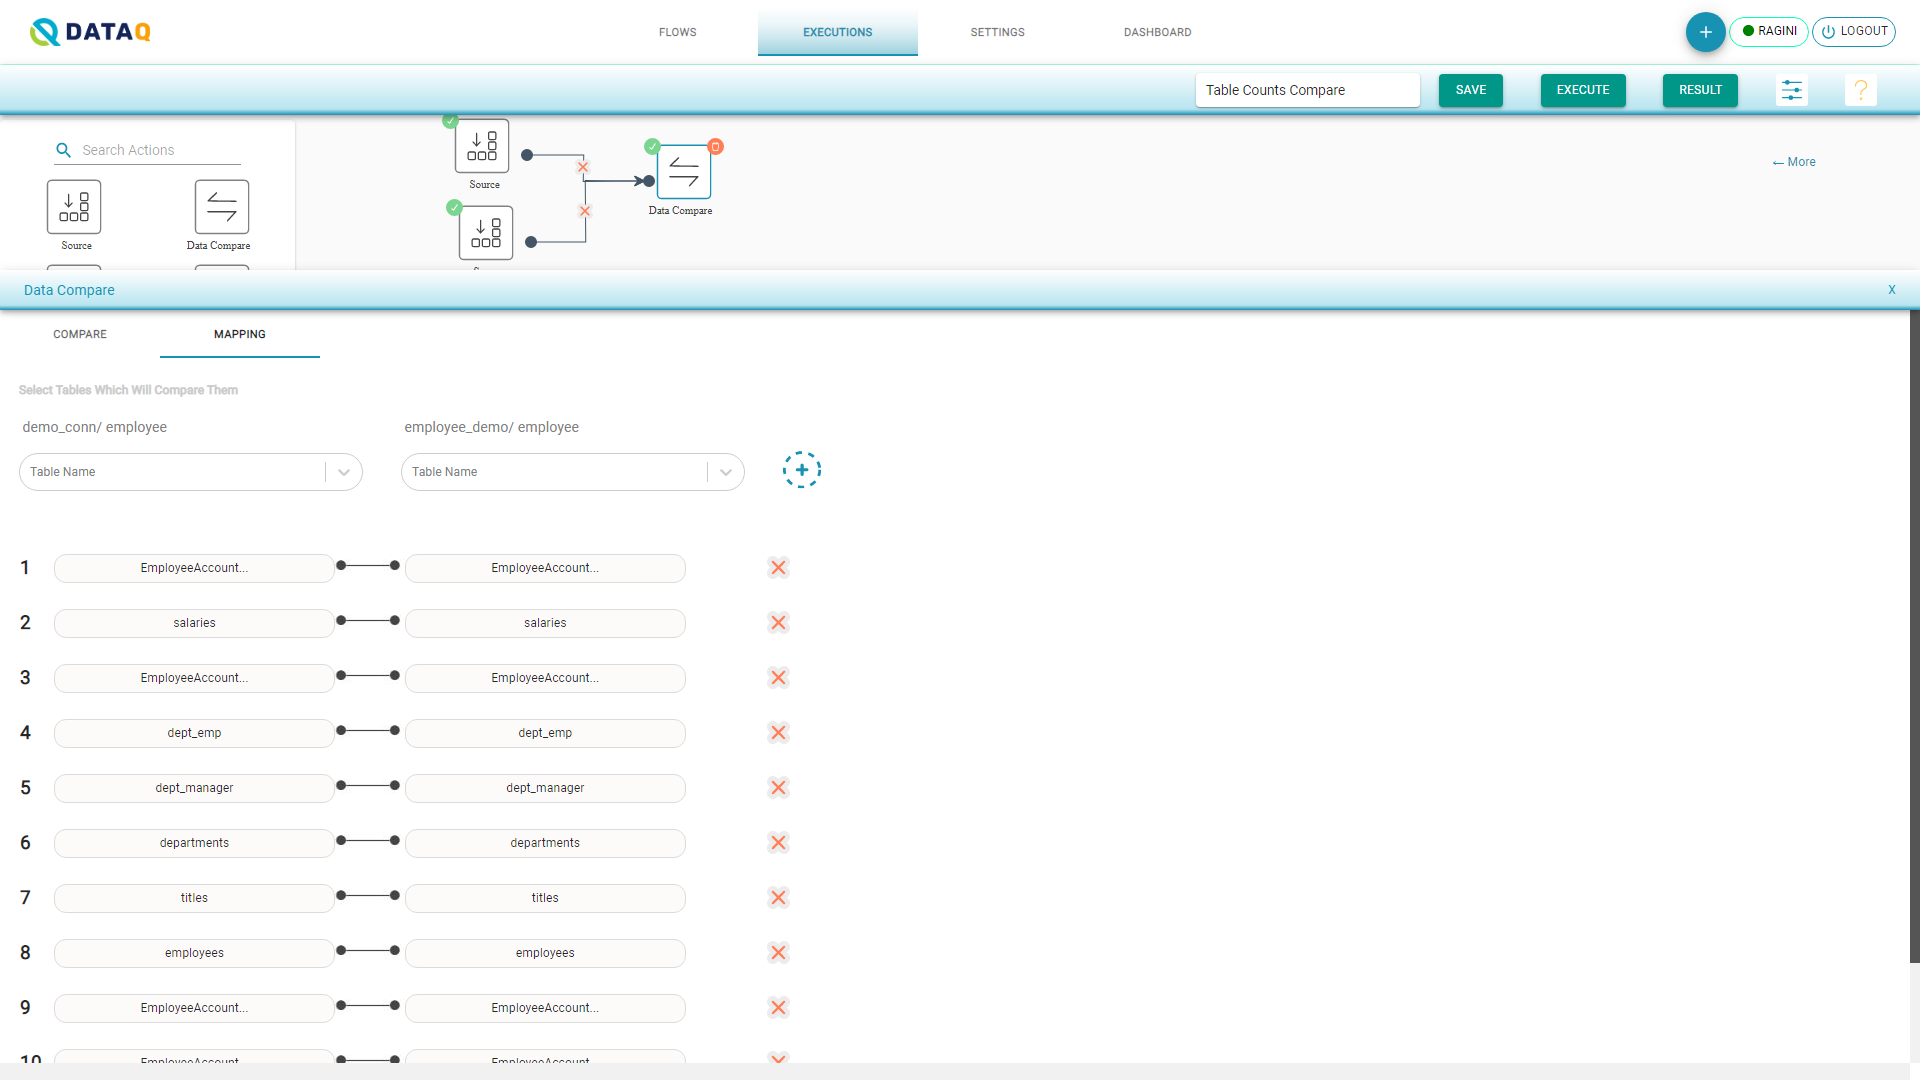 DATAQ
FLOWS
EXECUTIONS
SETTINGS
DASHBOARD
+
RAGINI
LOGOUT
Table Counts Compare
SAVE
EXECUTE
RESULT
?
Search Actions
Source
Data Compare
Source
Data Compare
← More
Data Compare
X
COMPARE
MAPPING
Select Tables Which Will Compare Them
demo_conn/ employee
employee_demo/ employee
Table Name
Table Name
1 EmployeeAccount... EmployeeAccount...
2 salaries salaries
3 EmployeeAccount... EmployeeAccount...
4 dept_emp dept_emp
5 dept_manager dept_manager
6 departments departments
7 titles titles
8 employees employees
9 EmployeeAccount... EmployeeAccount...
10 EmployeeAccount... EmployeeAccount...